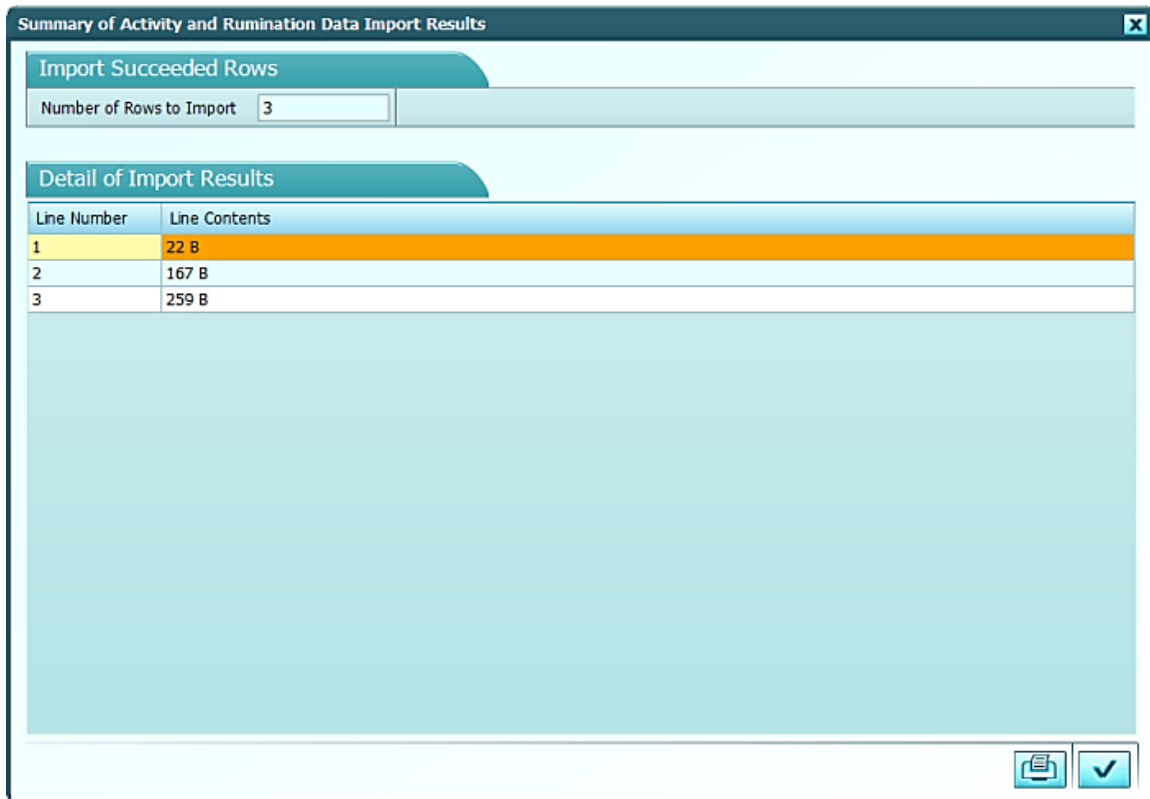 Summary of Activity and Rumination Data Import Results
Import Succeeded Rows
Number of Rows to Import 3
Detail of Import Results
Line Number Line Contents
1 22 B
2 167 B
3 259 B